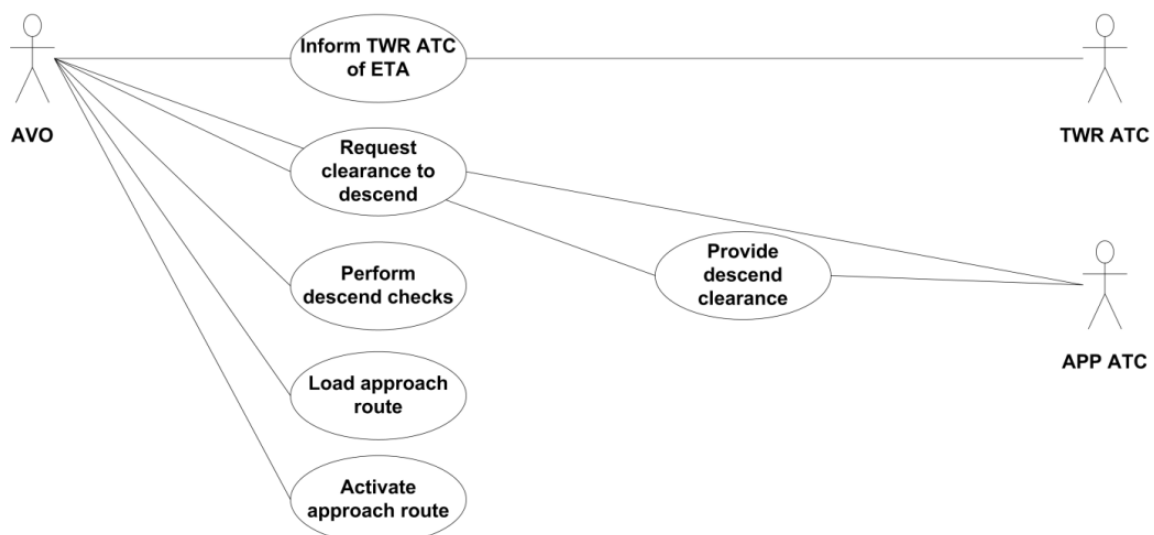 Inform TWR ATC
of ETA
AVO
TWR ATC
Request
clearance to
descend
Provide
descend
clearance
Perform
descend checks
APP ATC
Load approach
route
Activate
approach route